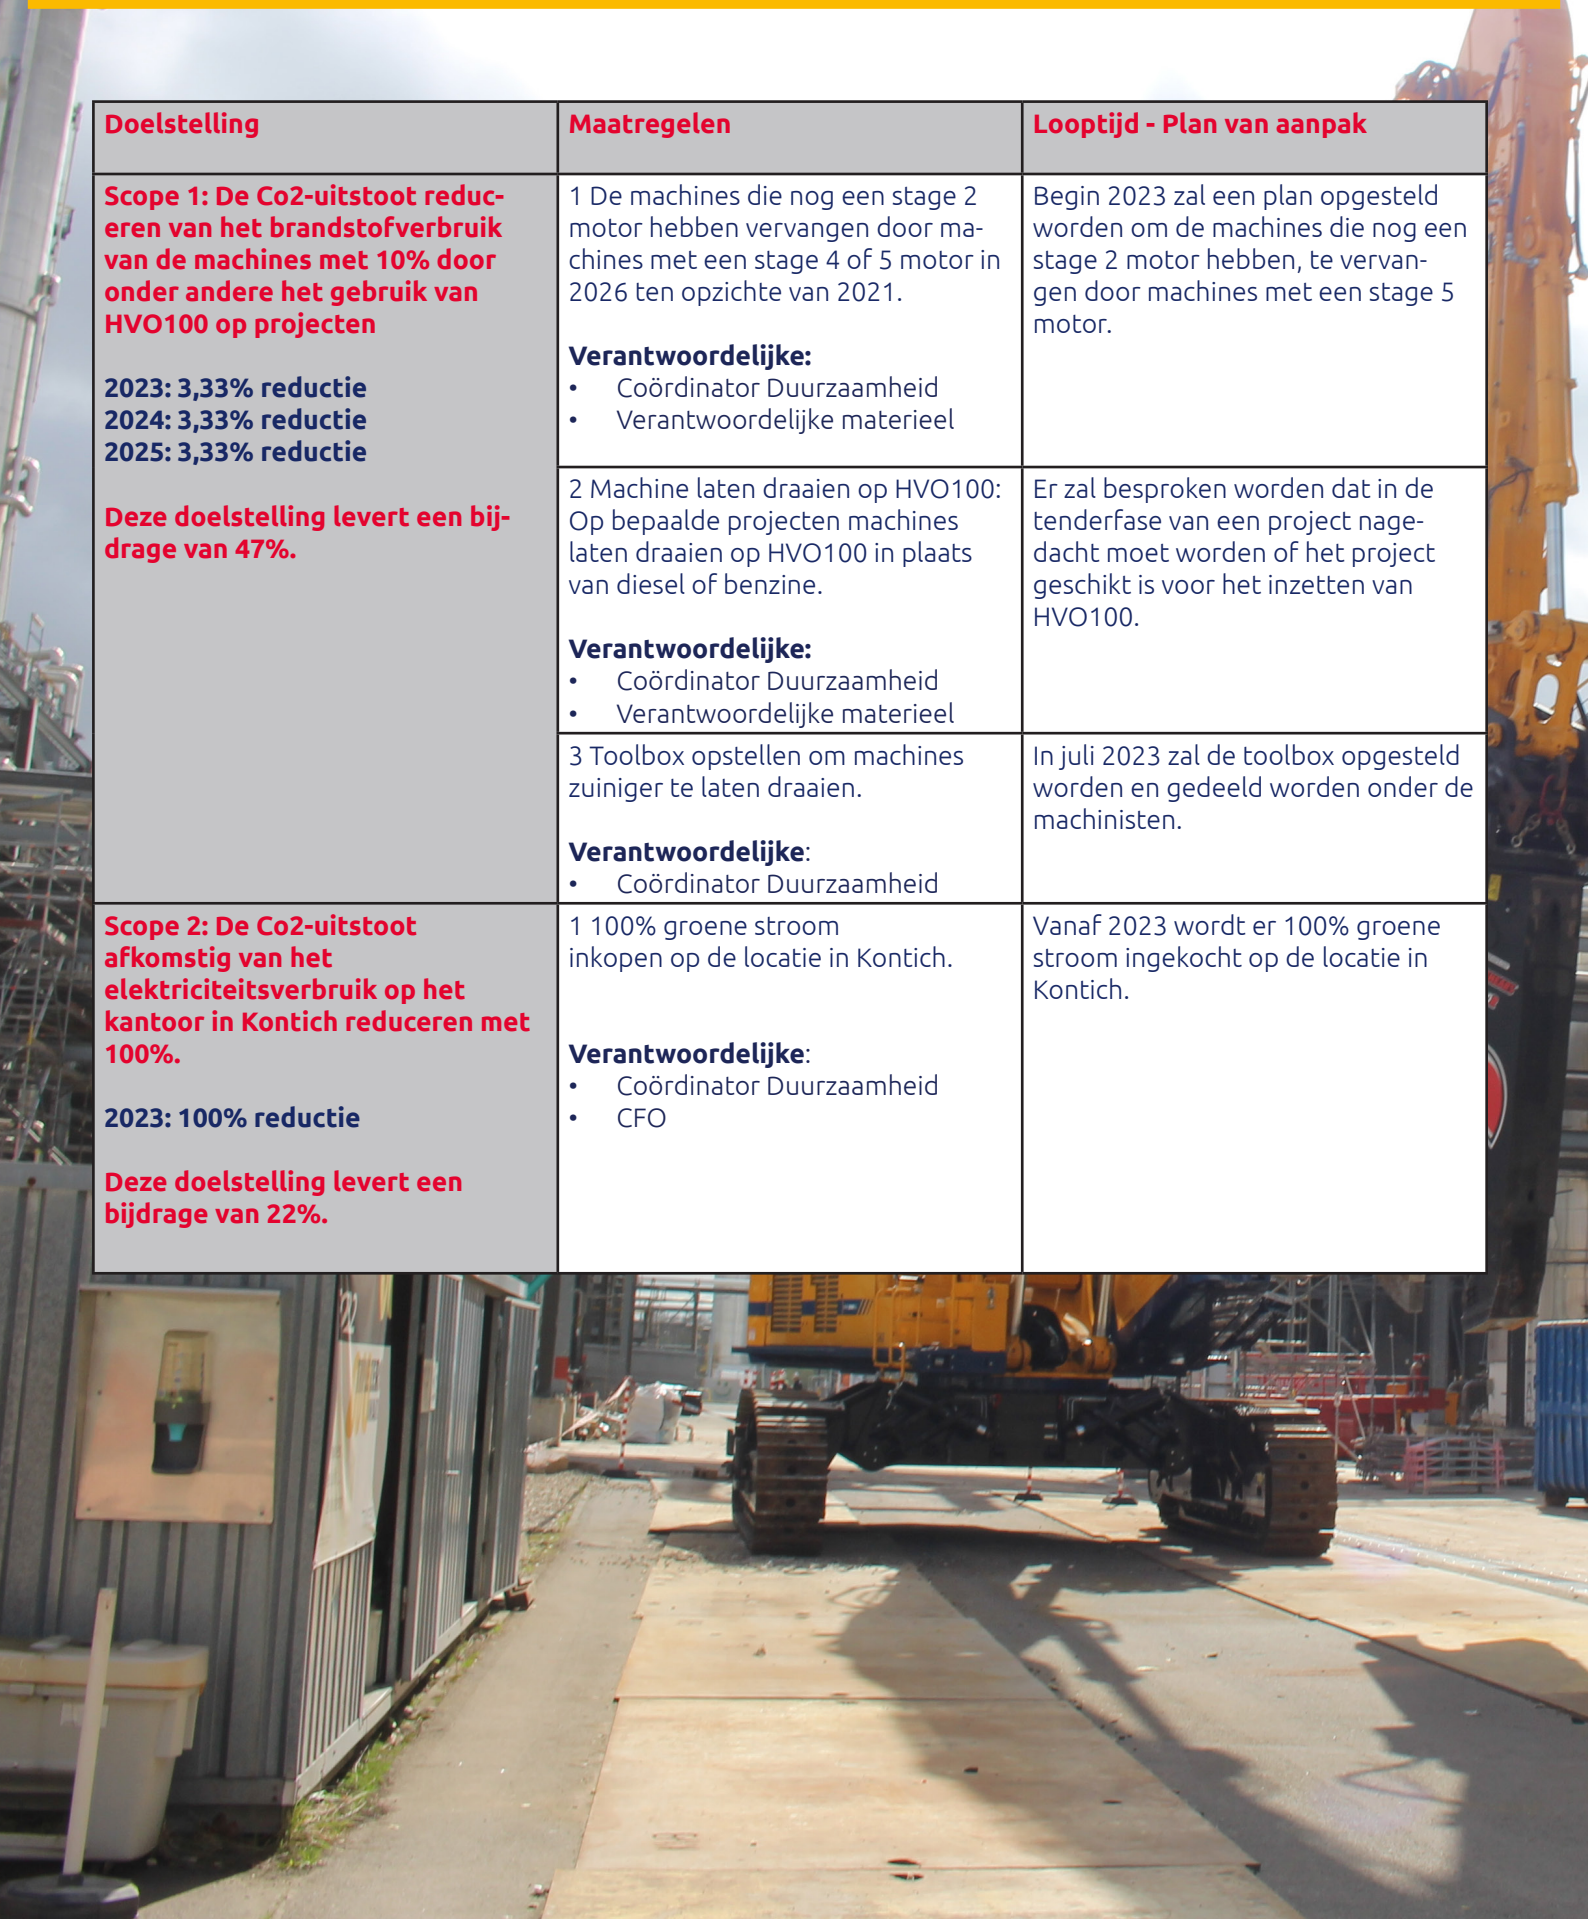 Doelstelling
Maatregelen
Looptijd - Plan van aanpak
Scope 1: De Co2-uitstoot reduc-
eren van het brandstofverbruik
van de machines met 10% door
onder andere het gebruik van
HVO100 op projecten
2023: 3,33% reductie
2024: 3,33% reductie
2025: 3,33% reductie
Deze doelstelling levert een bij-
drage van 47%.
1 De machines die nog een stage 2
motor hebben vervangen door ma-
chines met een stage 4 of 5 motor in
2026 ten opzichte van 2021.
Verantwoordelijke:
• Coördinator Duurzaamheid
• Verantwoordelijke materieel
Begin 2023 zal een plan opgesteld
worden om de machines die nog een
stage 2 motor hebben, te vervan-
gen door machines met een stage 5
motor.
2 Machine laten draaien op HVO100:
Op bepaalde projecten machines
laten draaien op HVO100 in plaats
van diesel of benzine.
Verantwoordelijke:
• Coördinator Duurzaamheid
• Verantwoordelijke materieel
Er zal besproken worden dat in de
tenderfase van een project nage-
dacht moet worden of het project
geschikt is voor het inzetten van
HVO100.
3 Toolbox opstellen om machines
zuiniger te laten draaien.
Verantwoordelijke:
• Coördinator Duurzaamheid
In juli 2023 zal de toolbox opgesteld
worden en gedeeld worden onder de
machinisten.
Scope 2: De Co2-uitstoot
afkomstig van het
elektriciteitsverbruik op het
kantoor in Kontich reduceren met
100%.
2023: 100% reductie
Deze doelstelling levert een
bijdrage van 22%.
1 100% groene stroom
inkopen op de locatie in Kontich.
Verantwoordelijke:
• Coördinator Duurzaamheid
• CFO
Vanaf 2023 wordt er 100% groene
stroom ingekocht op de locatie in
Kontich.